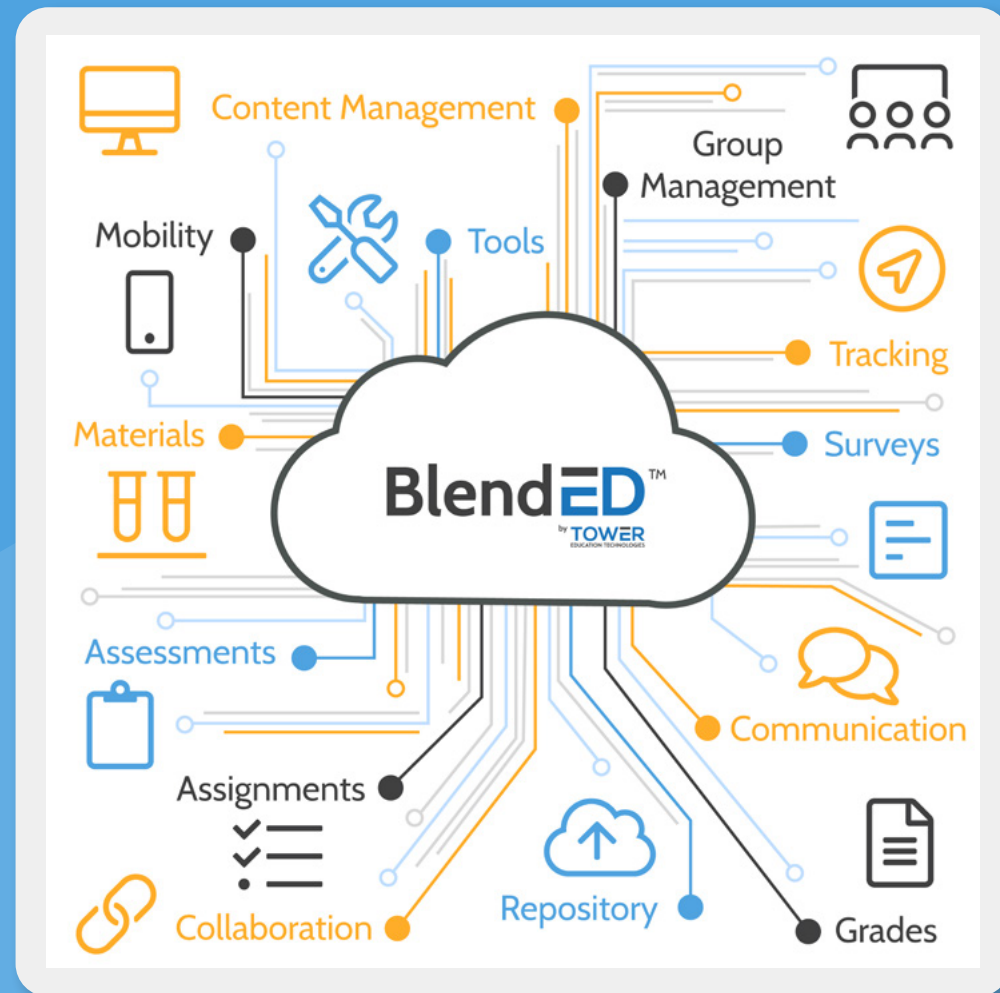 Content Management
Group
Management
Mobility
Tools
Tracking
Materials
Surveys
BlendED™
by TOWER
EDUCATION TECHNOLOGIES
Assessments
Communication
Assignments
Repository
Collaboration
Grades